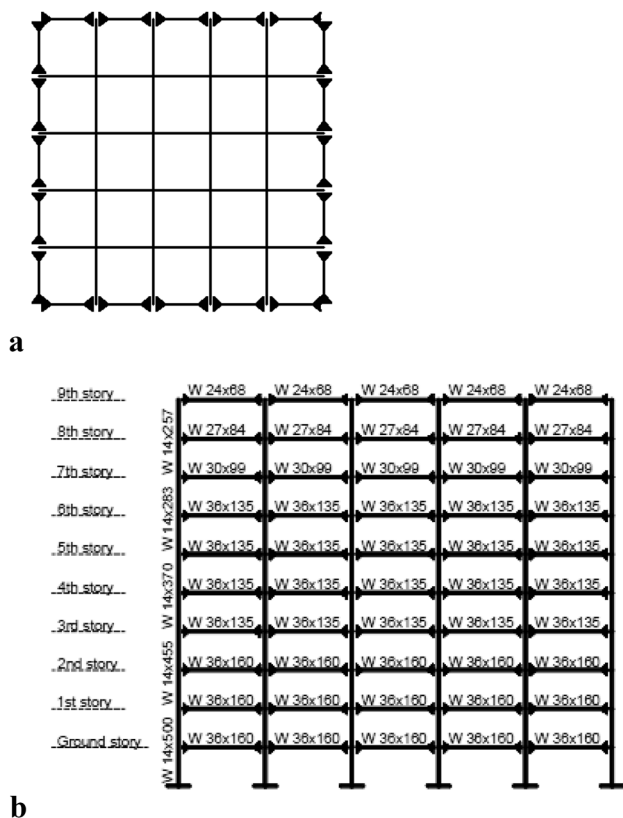 a
9th story W 24x68 W 24x68 W 24x68 W 24x68 W 24x68
W 14x257
8th story W 27x84 W 27x84 W 27x84 W 27x84 W 27x84
7th story W 30x99 W 30x99 W 30x99 W 30x99 W 30x99
W 14x283
6th story W 36x135 W 36x135 W 36x135 W 36x135 W 36x135
5th story W 36x135 W 36x135 W 36x135 W 36x135 W 36x135
W 14x370
4th story W 36x135 W 36x135 W 36x135 W 36x135 W 36x135
3rd story W 36x135 W 36x135 W 36x135 W 36x135 W 36x135
W 14x455
2nd story W 36x160 W 36x160 W 36x160 W 36x160 W 36x160
1st story W 36x160 W 36x160 W 36x160 W 36x160 W 36x160
W 14x500
Ground story W 36x160 W 36x160 W 36x160 W 36x160 W 36x160
b